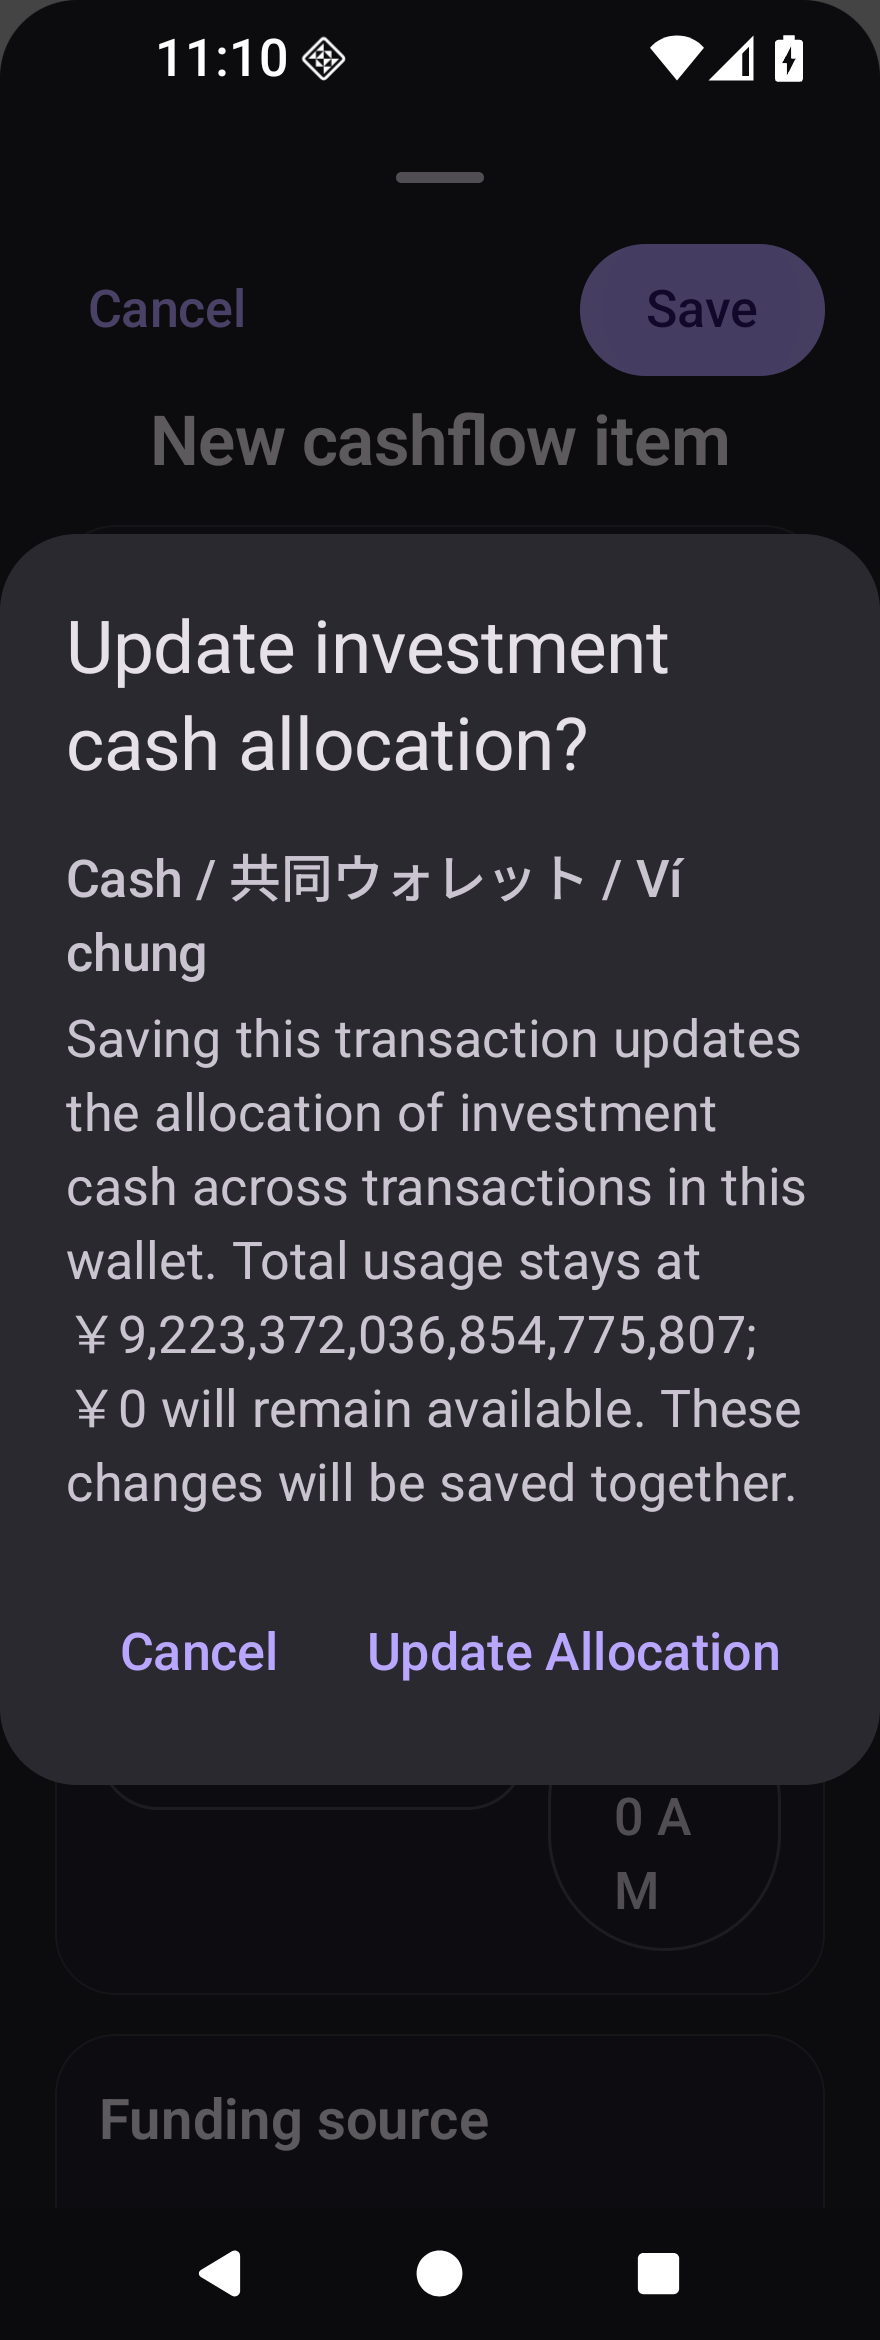 11:10
Cancel
Save
New cashflow item
Update investment
cash allocation?
Cash / 共同ウォレット / Ví
chung
Saving this transaction updates
the allocation of investment
cash across transactions in this
wallet. Total usage stays at
￥9,223,372,036,854,775,807;
￥0 will remain available. These
changes will be saved together.
Cancel
Update Allocation
0 A
M
Funding source